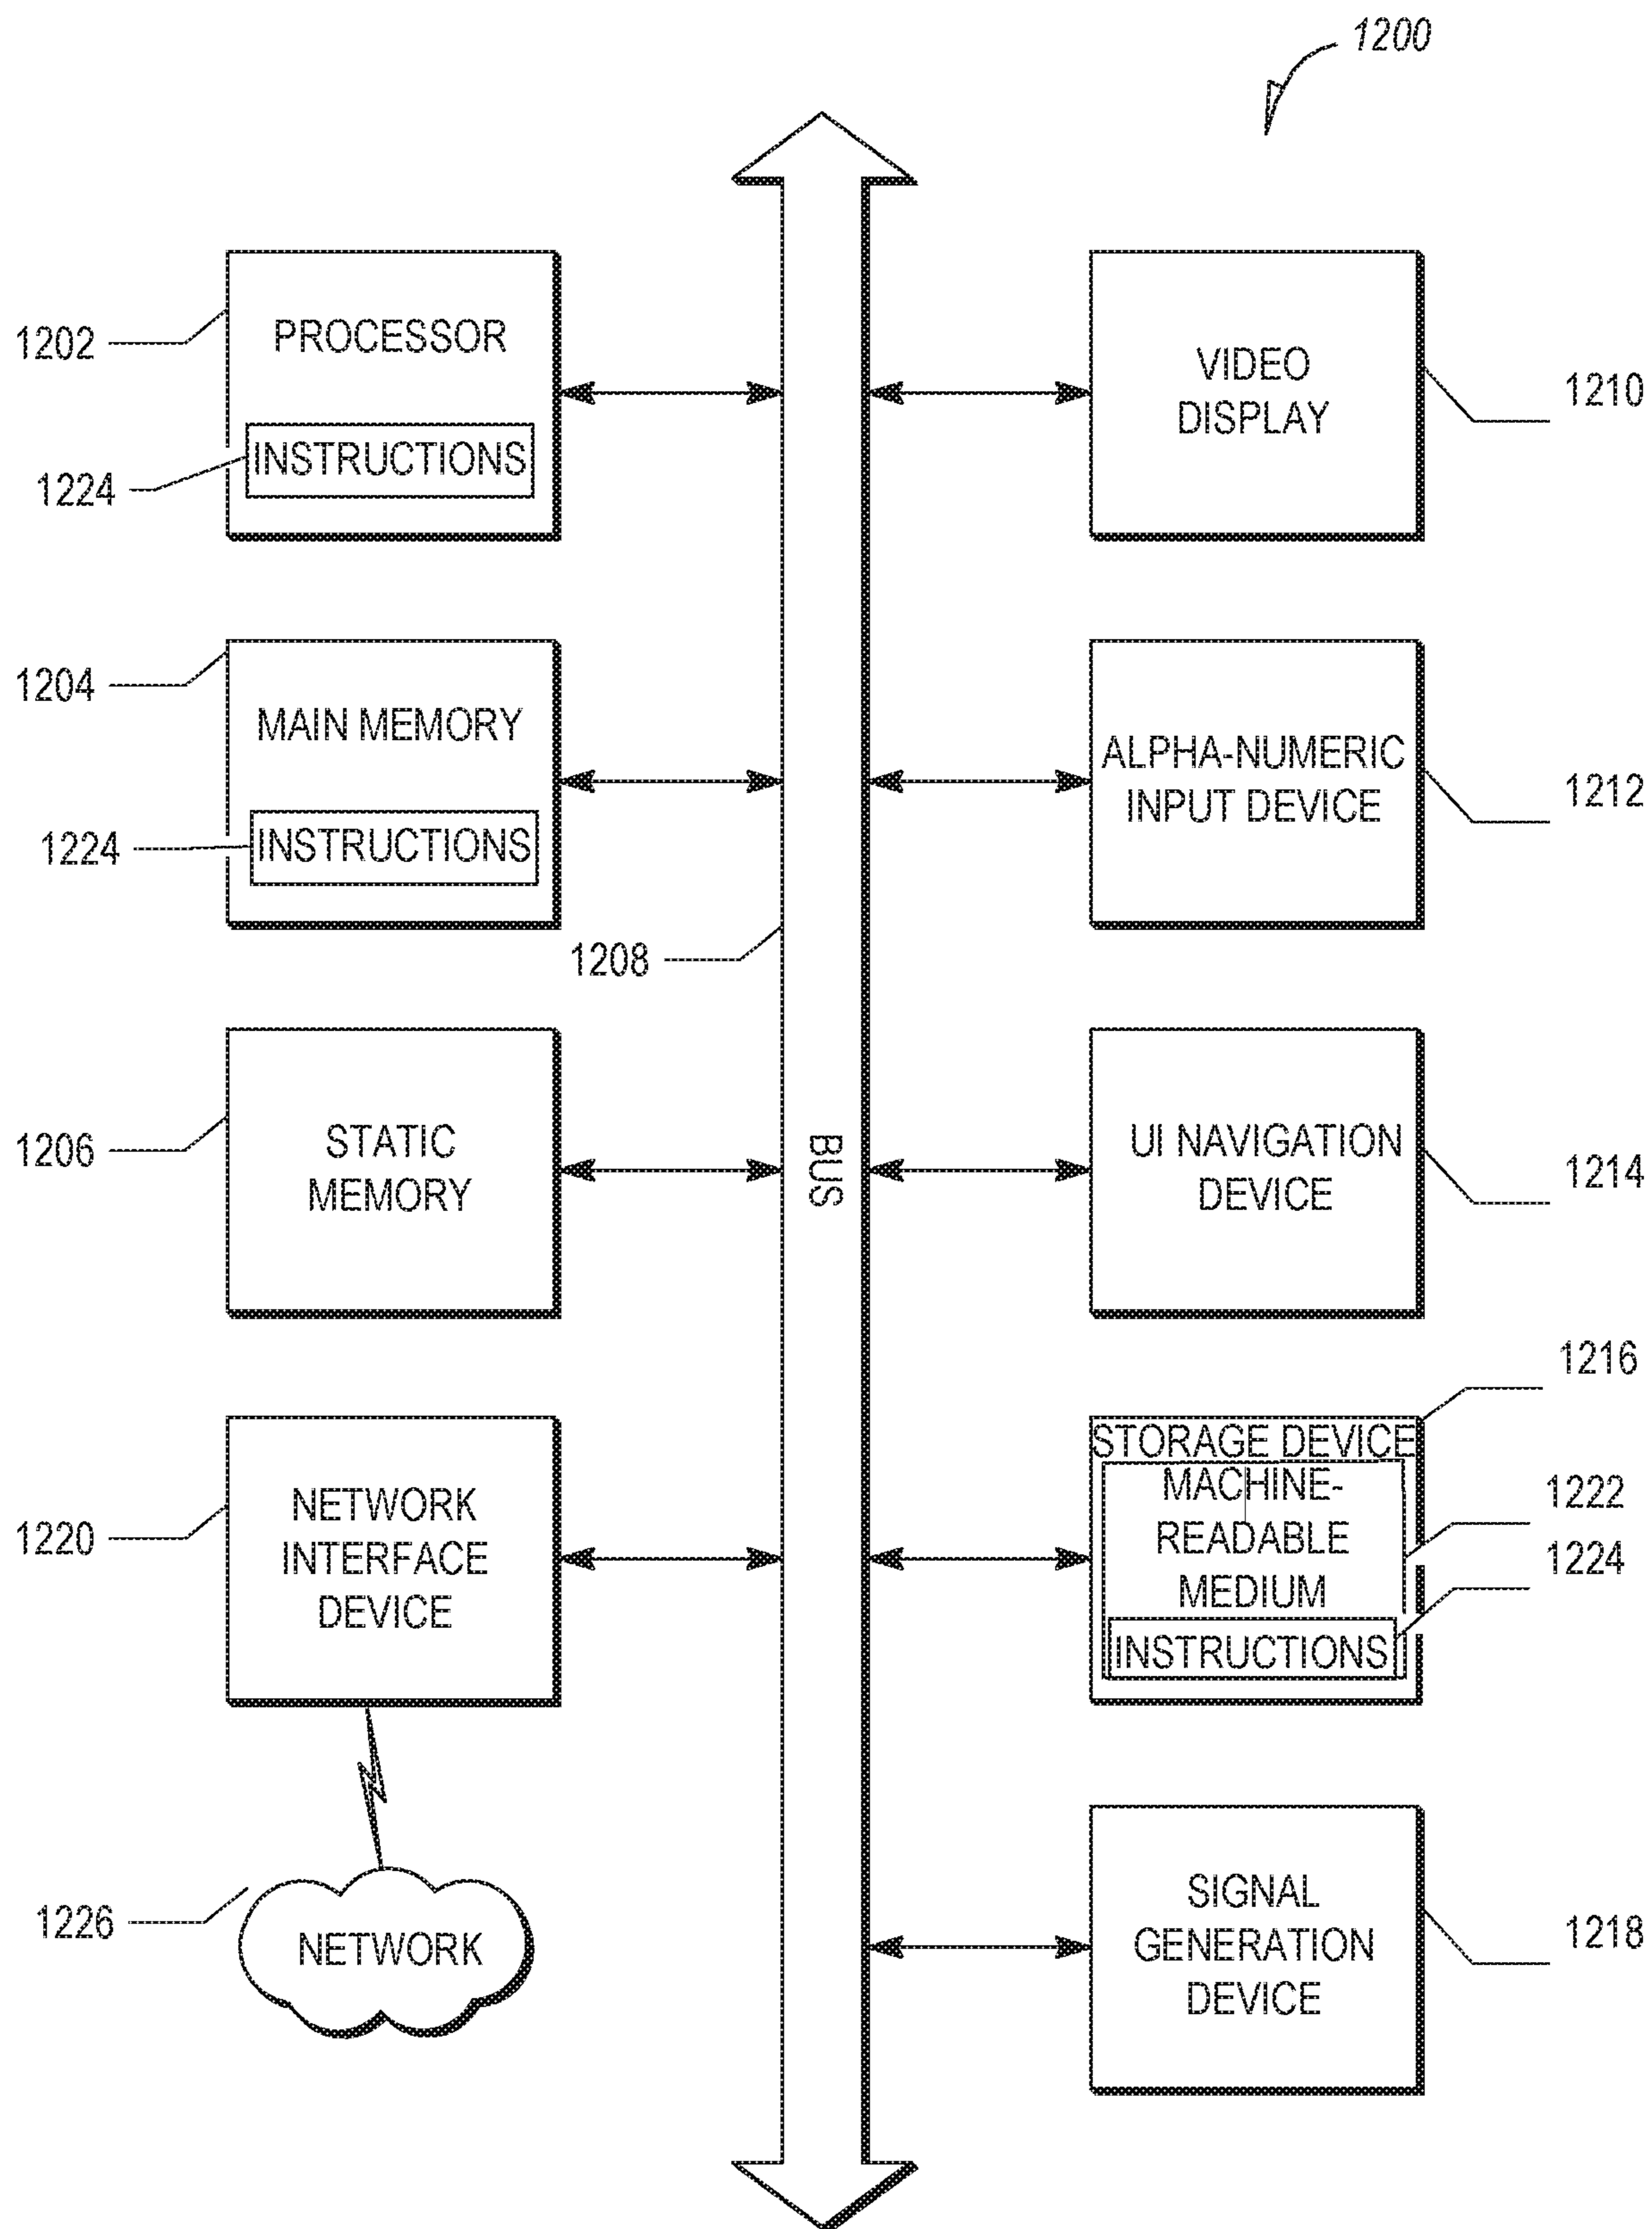 1200
1202
PROCESSOR
INSTRUCTIONS
1224
1204
MAIN MEMORY
INSTRUCTIONS
1224
1208
1206
STATIC
MEMORY
1220
NETWORK
INTERFACE
DEVICE
1226
NETWORK
BUS
VIDEO
DISPLAY
1210
ALPHA-NUMERIC
INPUT DEVICE
1212
UI NAVIGATION
DEVICE
1214
1216
STORAGE DEVICE
MACHINE-
READABLE
MEDIUM
INSTRUCTIONS
1222
1224
SIGNAL
GENERATION
DEVICE
1218